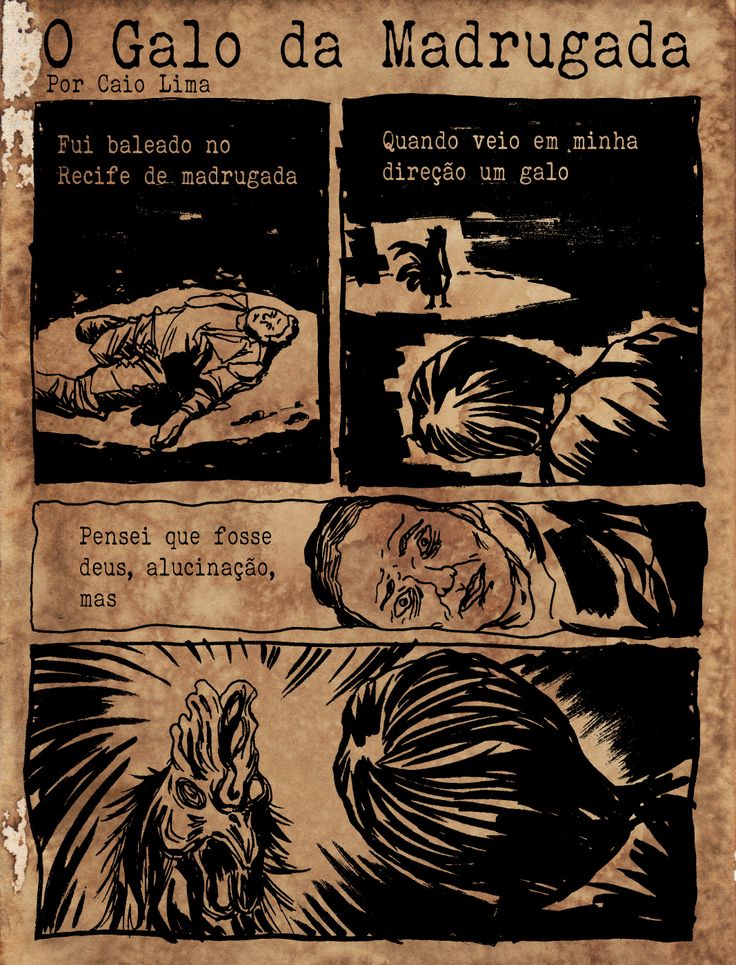 O Galo da Madrugada
Por Caio Lima
Fui baleado no
Recife de madrugada
Quando veio em minha
direção um galo
Pensei que fosse
deus, alucinação,
mas